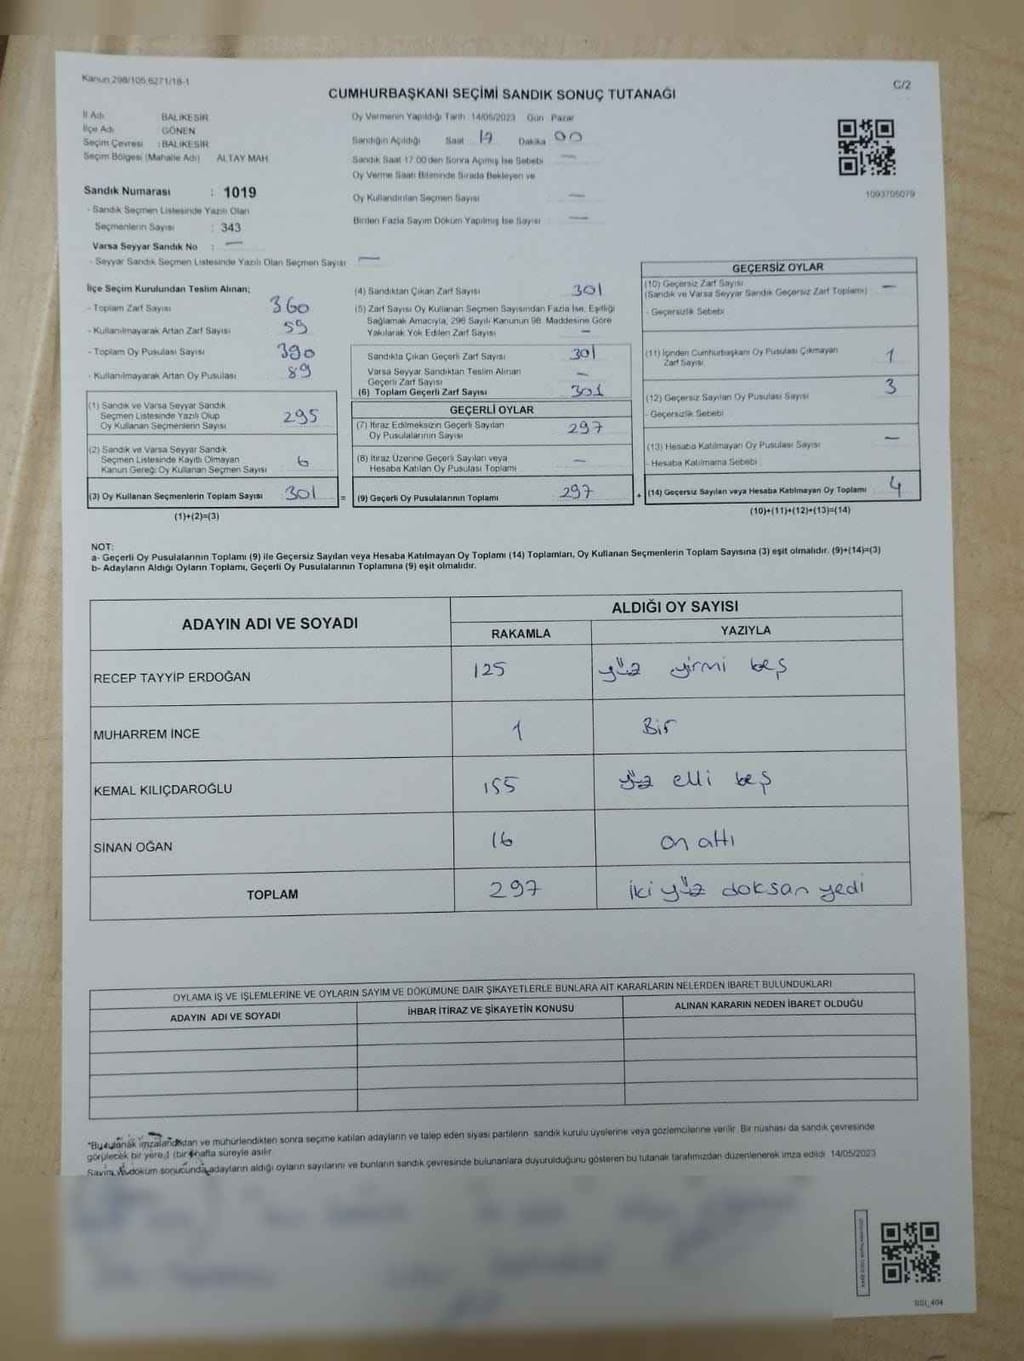 Kanun 298/105,6271/18-1
C/2
CUMHURBAŞKANI SEÇİMİ SANDIK SONUÇ TUTANAĞI
İl Adı BALIKESİR
İlçe Adı : GÖNEN
Seçim Çevresi : BALIKESİR
Seçim Bölgesi (Mahalle Adı) ALTAY MAH.
Sandık Numarası : 1019
- Sandık Seçmen Listesinde Yazılı Olan
Seçmenlerin Sayısı : 343
Varsa Seyyar Sandık No : —
- Seyyar Sandık Seçmen Listesinde Yazılı Olan Seçmen Sayısı —
Oy Vermenin Yapıldığı Tarih 14/05/2023 Gün Pazar
Sandığın Açıldığı Saat 17 Dakika 00
Sandık Saat 17.00'den Sonra Açılmış İse Sebebi —
Oy Verme Saati Bitiminde Sırada Bekleyen ve
Oy Kullandırılan Seçmen Sayısı —
Birden Fazla Sayım Döküm Yapılmış İse Sayısı —
1093705079
İlçe Seçim Kurulundan Teslim Alınan;
- Toplam Zarf Sayısı 360
- Kullanılmayarak Artan Zarf Sayısı 59
- Toplam Oy Pusulası Sayısı 390
- Kullanılmayarak Artan Oy Pusulası 89
(1) Sandık ve Varsa Seyyar Sandık
Seçmen Listesinde Yazılı Olup
Oy Kullanan Seçmenlerin Sayısı 295
(2) Sandık ve Varsa Seyyar Sandık
Seçmen Listesinde Kayıtlı Olmayan
Kanun Gereği Oy Kullanan Seçmen Sayısı 6
(3) Oy Kullanan Seçmenlerin Toplam Sayısı 301 =
(1)+(2)=(3)
(4) Sandıktan Çıkan Zarf Sayısı 301
(5) Zarf Sayısı Oy Kullanan Seçmen Sayısından Fazla İse, Eşitliği
Sağlamak Amacıyla, 298 Sayılı Kanunun 98. Maddesine Göre
Yakılarak Yok Edilen Zarf Sayısı —
Sandıkta Çıkan Geçerli Zarf Sayısı 301
Varsa Seyyar Sandıktan Teslim Alınan
Geçerli Zarf Sayısı —
(6) Toplam Geçerli Zarf Sayısı 301
GEÇERLİ OYLAR
(7) İtiraz Edilmeksizin Geçerli Sayılan
Oy Pusulalarının Sayısı 297
(8) İtiraz Üzerine Geçerli Sayılan veya
Hesaba Katılan Oy Pusulası Toplamı —
(9) Geçerli Oy Pusulalarının Toplamı 297 +
GEÇERSİZ OYLAR
(10) Geçersiz Zarf Sayısı
(Sandık ve Varsa Seyyar Sandık Geçersiz Zarf Toplamı) —
- Geçersizlik Sebebi
(11) İçinden Cumhurbaşkanı Oy Pusulası Çıkmayan
Zarf Sayısı 1
(12) Geçersiz Sayılan Oy Pusulası Sayısı 3
- Geçersizlik Sebebi
(13) Hesaba Katılmayan Oy Pusulası Sayısı —
- Hesaba Katılmama Sebebi
(14) Geçersiz Sayılan veya Hesaba Katılmayan Oy Toplamı 4
(10)+(11)+(12)+(13)=(14)
NOT:
a- Geçerli Oy Pusulalarının Toplamı (9) ile Geçersiz Sayılan veya Hesaba Katılmayan Oy Toplamı (14) Toplamları, Oy Kullanan Seçmenlerin Toplam Sayısına (3) eşit olmalıdır. (9)+(14)=(3)
b- Adayların Aldığı Oyların Toplamı, Geçerli Oy Pusulalarının Toplamına (9) eşit olmalıdır.
ADAYIN ADI VE SOYADI
ALDIĞI OY SAYISI
RAKAMLA YAZIYLA
RECEP TAYYİP ERDOĞAN 125 yüz yirmi beş
MUHARREM İNCE 1 Bir
KEMAL KILIÇDAROĞLU 155 yüz elli beş
SİNAN OĞAN 16 on altı
TOPLAM 297 iki yüz doksan yedi
OYLAMA İŞ VE İŞLEMLERİNE VE OYLARIN SAYIM VE DÖKÜMÜNE DAİR ŞİKAYETLERLE BUNLARA AİT KARARLARIN NELERDEN İBARET BULUNDUKLARI
ADAYIN ADI VE SOYADI İHBAR İTİRAZ VE ŞİKAYETİN KONUSU ALINAN KARARIN NEDEN İBARET OLDUĞU
*Bu tutanak imzalandıktan ve mühürlendikten sonra seçime katılan adayların ve talep eden siyasi partilerin sandık kurulu üyelerine veya gözlemcilerine verilir. Bir nüshası da sandık çevresinde
görülecek bir yere,1 (bir) hafta süreyle asılır.
Sayım ve döküm sonucunda adayların aldığı oyların sayılarını ve bunların sandık çevresinde bulunanlara duyurulduğunu gösteren bu tutanak tarafımızdan düzenlenerek imza edildi. 14/05/2023